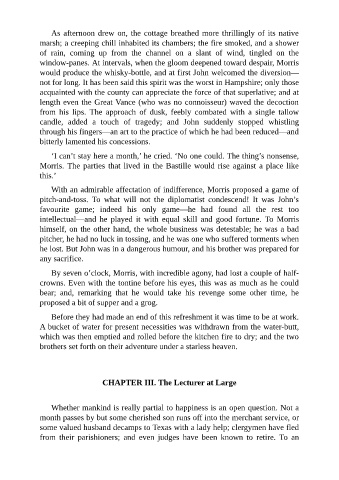 As afternoon drew on, the cottage breathed more thrillingly of its native
marsh; a creeping chill inhabited its chambers; the fire smoked, and a shower
of rain, coming up from the channel on a slant of wind, tingled on the
window-panes. At intervals, when the gloom deepened toward despair, Morris
would produce the whisky-bottle, and at first John welcomed the diversion—
not for long. It has been said this spirit was the worst in Hampshire; only those
acquainted with the county can appreciate the force of that superlative; and at
length even the Great Vance (who was no connoisseur) waved the decoction
from his lips. The approach of dusk, feebly combated with a single tallow
candle, added a touch of tragedy; and John suddenly stopped whistling
through his fingers—an art to the practice of which he had been reduced—and
bitterly lamented his concessions.
‘I can’t stay here a month,’ he cried. ‘No one could. The thing’s nonsense,
Morris. The parties that lived in the Bastille would rise against a place like
this.’
With an admirable affectation of indifference, Morris proposed a game of
pitch-and-toss. To what will not the diplomatist condescend! It was John’s
favourite game; indeed his only game—he had found all the rest too
intellectual—and he played it with equal skill and good fortune. To Morris
himself, on the other hand, the whole business was detestable; he was a bad
pitcher, he had no luck in tossing, and he was one who suffered torments when
he lost. But John was in a dangerous humour, and his brother was prepared for
any sacrifice.
By seven o’clock, Morris, with incredible agony, had lost a couple of half-
crowns. Even with the tontine before his eyes, this was as much as he could
bear; and, remarking that he would take his revenge some other time, he
proposed a bit of supper and a grog.
Before they had made an end of this refreshment it was time to be at work.
A bucket of water for present necessities was withdrawn from the water-butt,
which was then emptied and rolled before the kitchen fire to dry; and the two
brothers set forth on their adventure under a starless heaven.
CHAPTER III. The Lecturer at Large
Whether mankind is really partial to happiness is an open question. Not a
month passes by but some cherished son runs off into the merchant service, or
some valued husband decamps to Texas with a lady help; clergymen have fled
from their parishioners; and even judges have been known to retire. To an